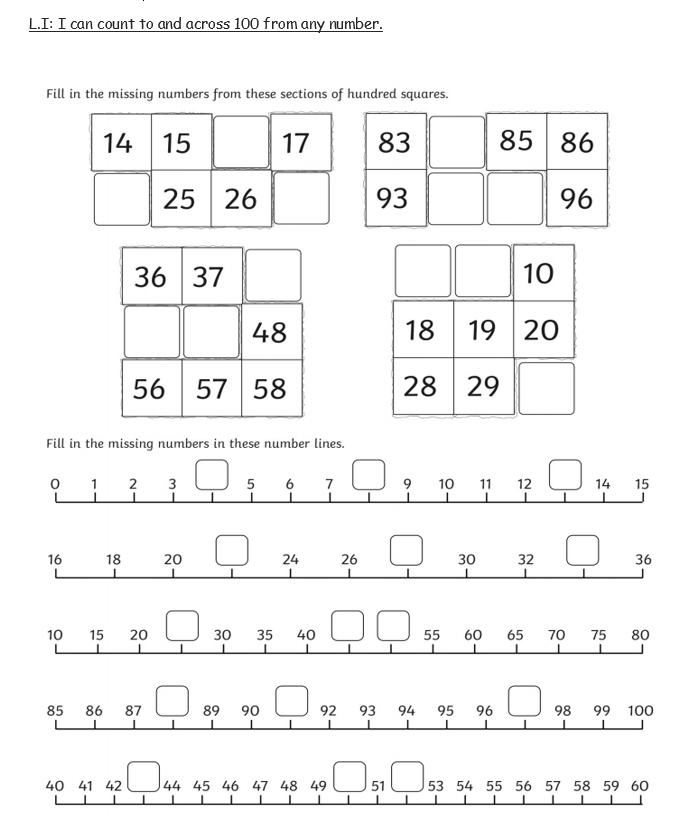 L.I: I can count to and across 100 from any number.
Fill in the missing numbers from these sections of hundred squares.
14 15 17
25 26
83 85 86
93 96
36 37
48
56 57 58
10
18 19 20
28 29
Fill in the missing numbers in these number lines.
0 1 2 3 5 6 7 9 10 11 12 14 15
16 18 20 24 26 30 32 36
10 15 20 30 35 40 55 60 65 70 75 80
85 86 87 89 90 92 93 94 95 96 98 99 100
40 41 42 44 45 46 47 48 49 51 53 54 55 56 57 58 59 60